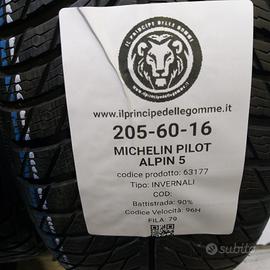 IL PRINCIPE DELLE GOMME
www.ilprincipedellegomme.it
205-60-16
MICHELIN PILOT
ALPIN 5
codice prodotto: 63177
Tipo: INVERNALI
COD:
Battistrada: 90%
Codice Velocità: 96H
FILA: 79
subito